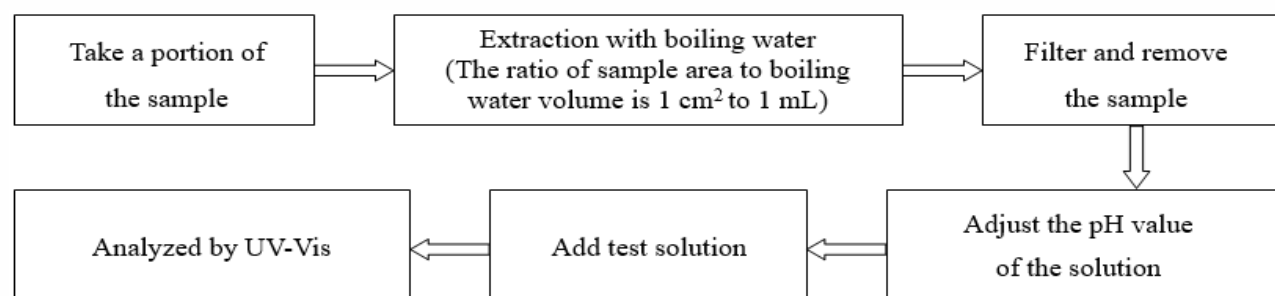 Take a portion of
the sample
Extraction with boiling water
(The ratio of sample area to boiling
water volume is 1 cm² to 1 mL)
Filter and remove
the sample
Adjust the pH value
of the solution
Add test solution
Analyzed by UV-Vis